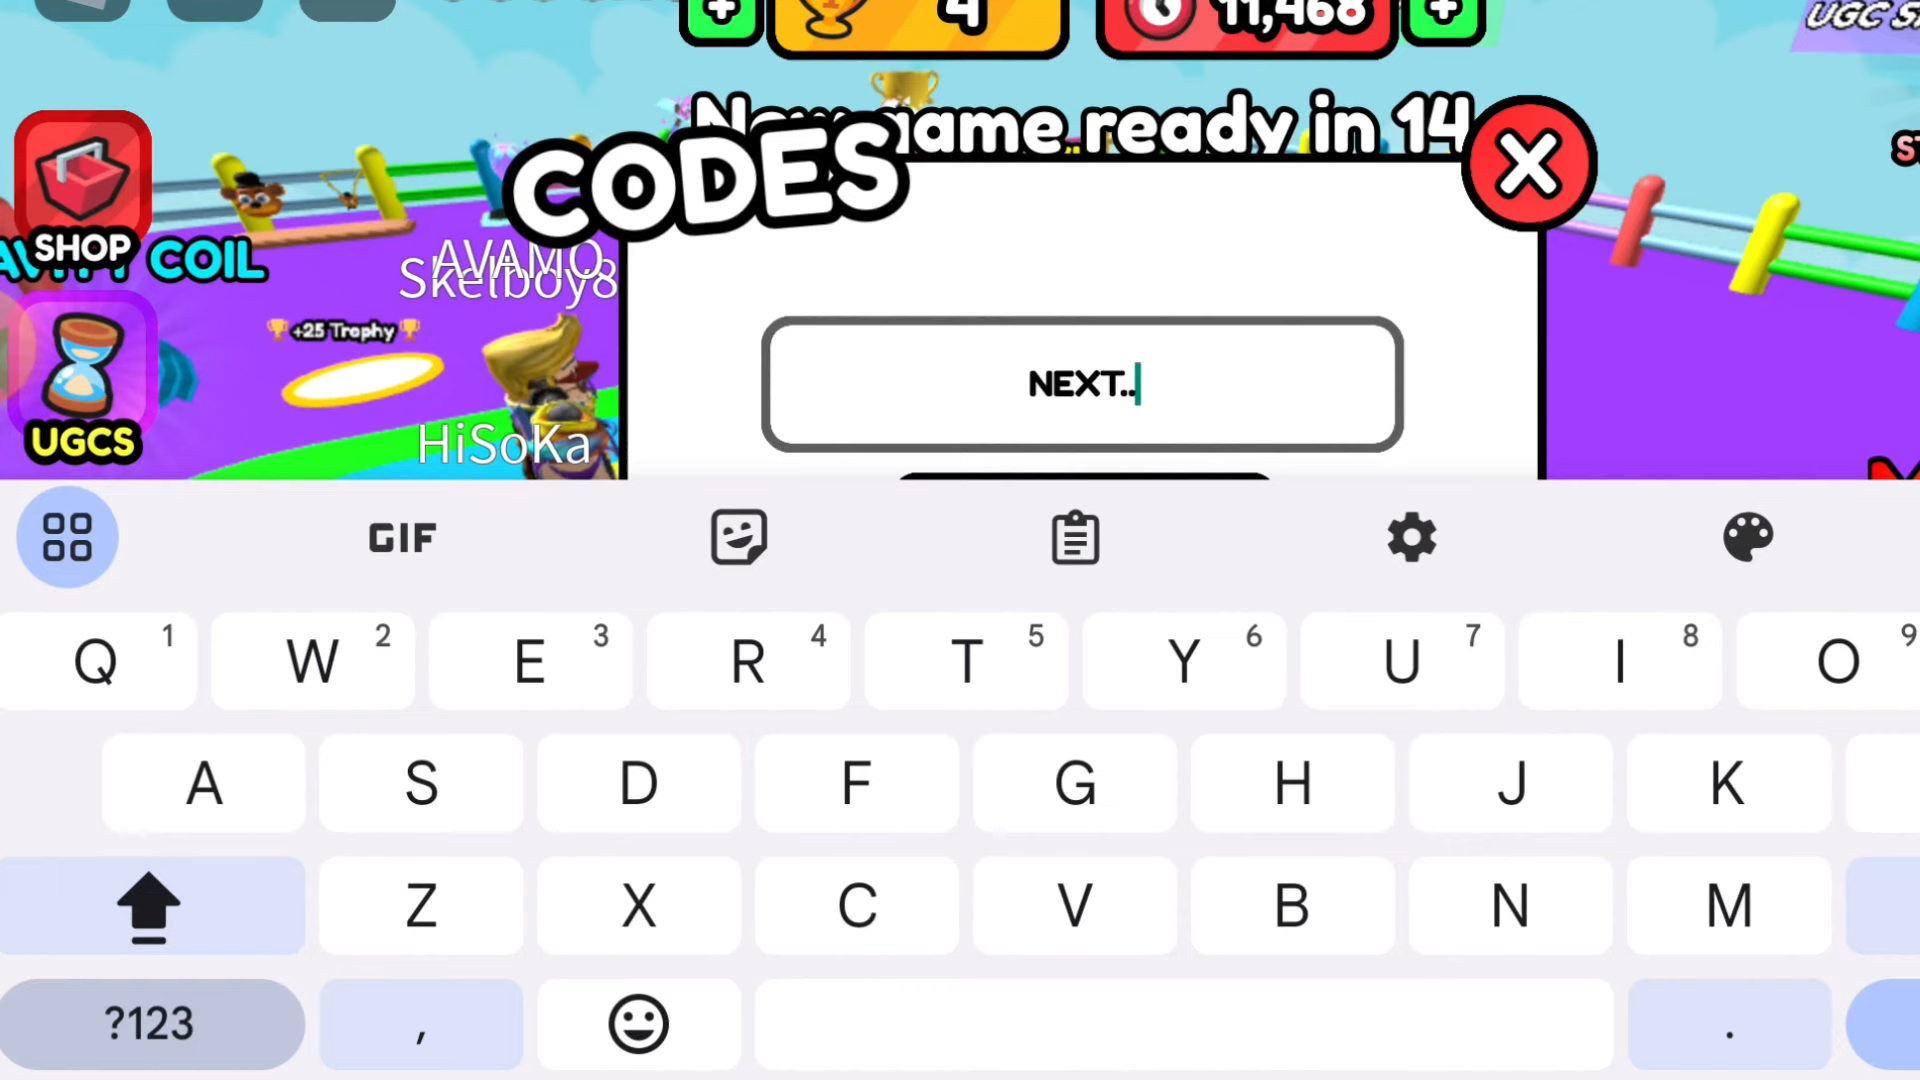 4
11,468
UGC
game ready in 14
CODES
SHOP
COIL
AVAMO
Skelboy8
+25 Trophy
NEXT..
UGCS
HiSoKa
GIF
Q 1 W 2 E 3 R 4 T 5 Y 6 U 7 I 8 O 9
A S D F G H J K
Z X C V B N M
?123 , .